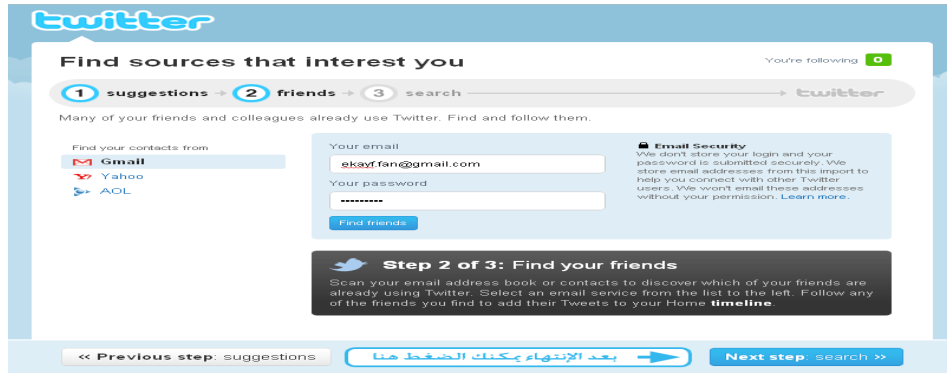 twitter
Find sources that interest you
You're following 0
1 suggestions 2 friends 3 search twitter
Many of your friends and colleagues already use Twitter. Find and follow them.
Find your contacts from
Gmail
Yahoo
AOL
Your email
ekayf.fan@gmail.com
Your password
•••••••••
Find friends
Email Security
We don't store your login and your
password is submitted securely. We
store email addresses from this import to
help you connect with other Twitter
users. We won't email these addresses
without your permission. Learn more.
Step 2 of 3: Find your friends
Scan your email address book or contacts to discover which of your friends are
already using Twitter. Select an email service from the list to the left. Follow any
of the friends you find to add their Tweets to your Home timeline.
« Previous step: suggestions
بعد الإنتهاء يمكنك الضغط هنا
Next step: search »